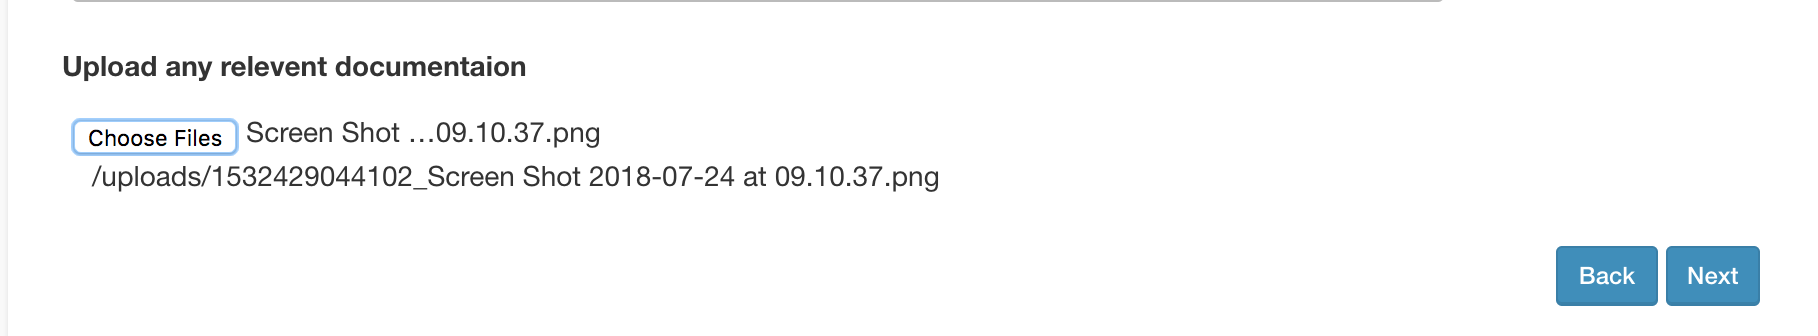 Upload any relevent documentaion
Choose Files Screen Shot ...09.10.37.png
/uploads/1532429044102_Screen Shot 2018-07-24 at 09.10.37.png
Back Next